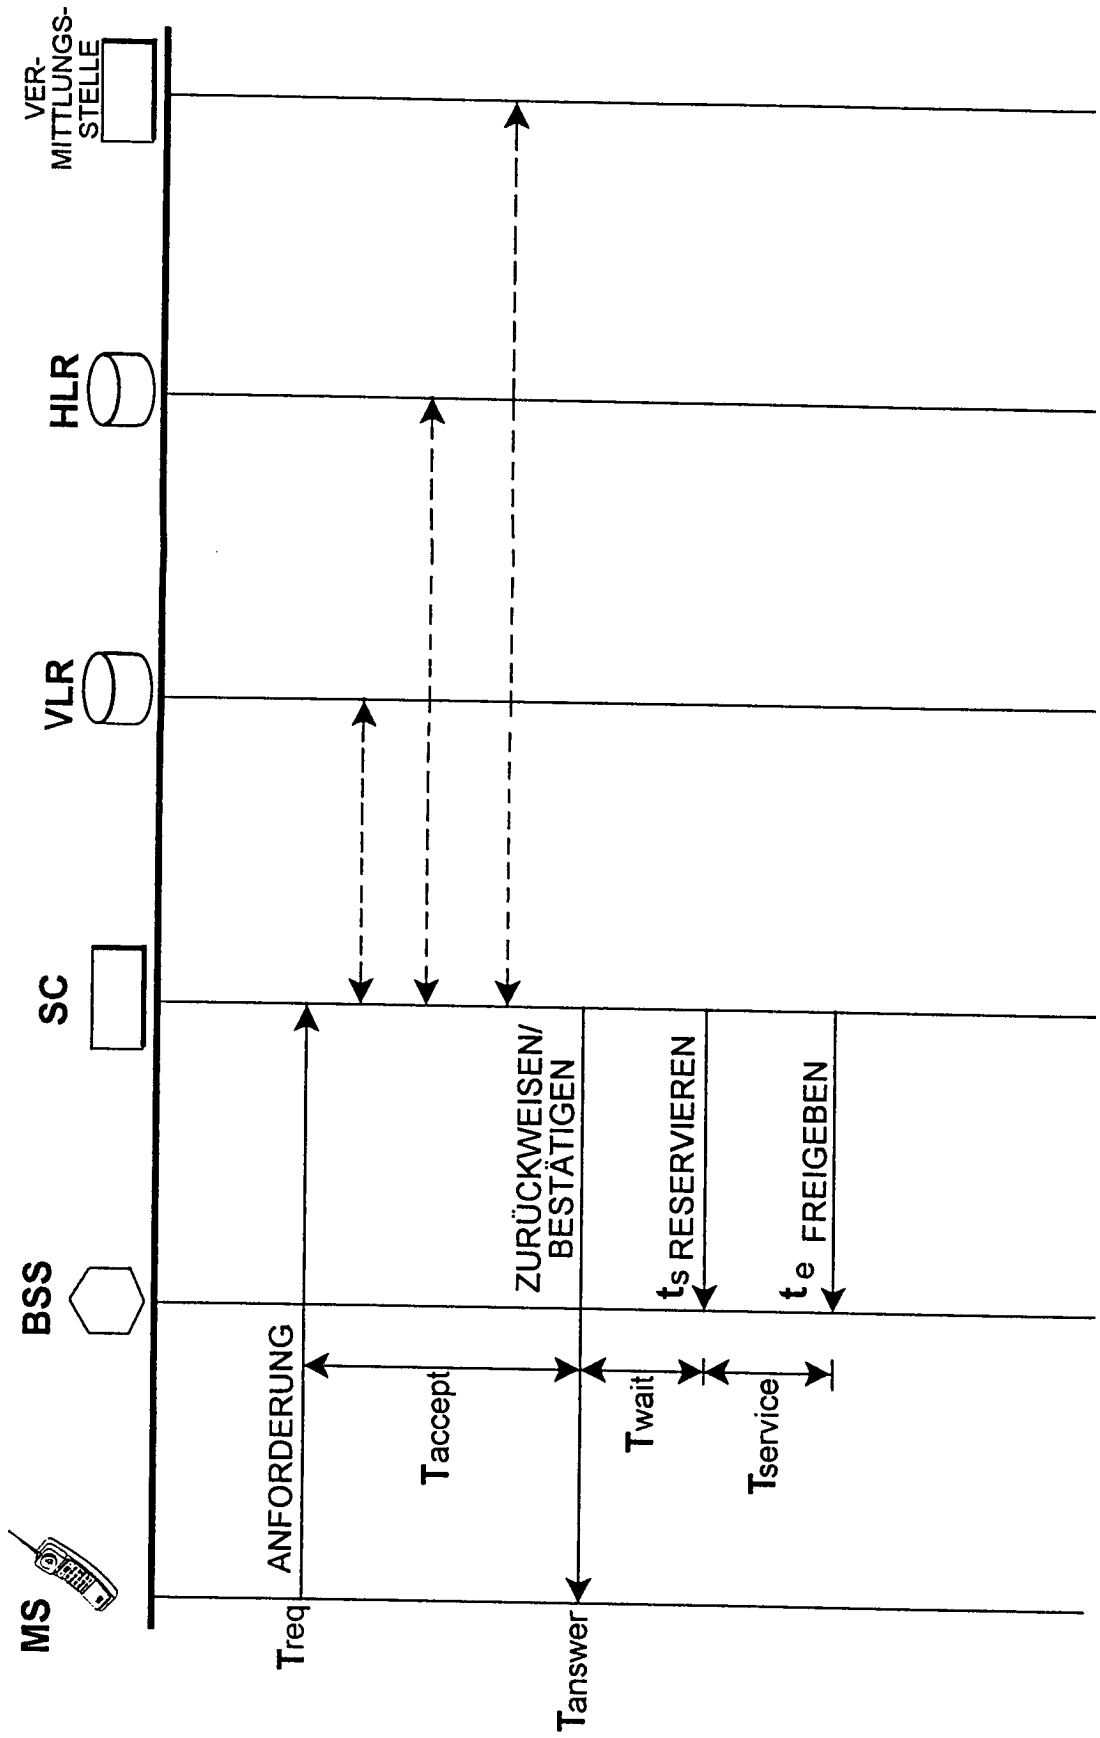 MS
BSS
SC
VLR
HLR
VER-
MITTLUNGS-
STELLE
Treq
ANFORDERUNG
Taccept
ZURÜCKWEISEN/
BESTÄTIGEN
Tanswer
Twait
ts RESERVIEREN
Tservice
te FREIGEBEN